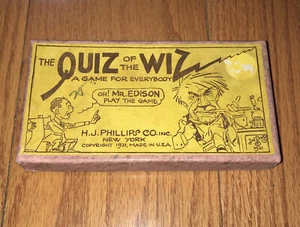 THE QUIZ OF THE WIZ
A GAME FOR EVERYBODY
OH! MR. EDISON
PLAY THE GAME
H.J. PHILLIPS CO. INC.
NEW YORK
COPYRIGHT 1921, MADE IN U.S.A.